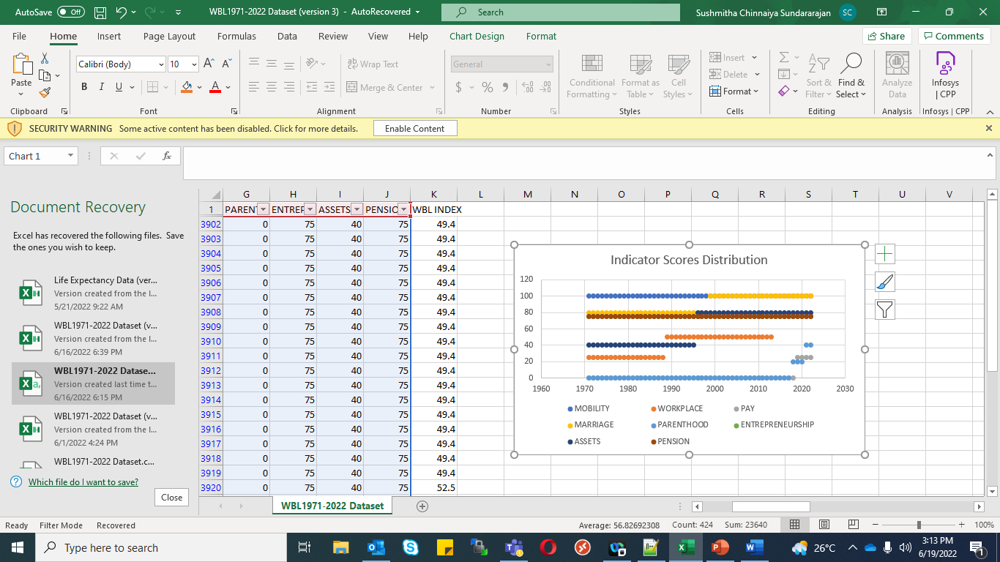 AutoSave Off WBL1971-2022 Dataset (version 3) - AutoRecovered Search Sushmitha Chinnaiya Sundararajan SC
File Home Insert Page Layout Formulas Data Review View Help Chart Design Format Share Comments
Paste
Calibri (Body) 10
B I U
Wrap Text
Merge & Center
General
$ % 9
Conditional Formatting
Format as Table
Cell Styles
Insert
Delete
Format
Sort & Filter
Find & Select
Analyze Data
Infosys | CPP
Clipboard Font Alignment Number Styles Cells Editing Analysis Infosys | CPP
SECURITY WARNING Some active content has been disabled. Click for more details. Enable Content
Chart 1 fx
Document Recovery
Excel has recovered the following files. Save
the ones you wish to keep.
Life Expectancy Data (ver...
Version created from the l...
5/21/2022 9:22 AM
WBL1971-2022 Dataset (v...
Version created from the l...
6/16/2022 6:39 PM
WBL1971-2022 Datase...
Version created last time t...
6/16/2022 6:15 PM
WBL1971-2022 Dataset (v...
Version created from the l...
6/1/2022 4:24 PM
WBL1971-2022 Dataset.c...
Which file do I want to save?
Close
G H I J K L M N O P Q R S T U V
1 PARENT ENTREP ASSETS PENSIO WBL INDEX
3902 0 75 40 75 49.4
3903 0 75 40 75 49.4
3904 0 75 40 75 49.4
3905 0 75 40 75 49.4
3906 0 75 40 75 49.4
3907 0 75 40 75 49.4
3908 0 75 40 75 49.4
3909 0 75 40 75 49.4
3910 0 75 40 75 49.4
3911 0 75 40 75 49.4
3912 0 75 40 75 49.4
3913 0 75 40 75 49.4
3914 0 75 40 75 49.4
3915 0 75 40 75 49.4
3916 0 75 40 75 49.4
3917 0 75 40 75 49.4
3918 0 75 40 75 49.4
3919 0 75 40 75 49.4
3920 0 75 40 75 52.5
Indicator Scores Distribution
120
100
80
60
40
20
0
1960 1970 1980 1990 2000 2010 2020 2030
MOBILITY WORKPLACE PAY
MARRIAGE PARENTHOOD ENTREPRENEURSHIP
ASSETS PENSION
WBL1971-2022 Dataset
Ready Filter Mode Recovered Average: 56.82692308 Count: 424 Sum: 23640 100%
Type here to search 26°C 3:13 PM
6/19/2022 1